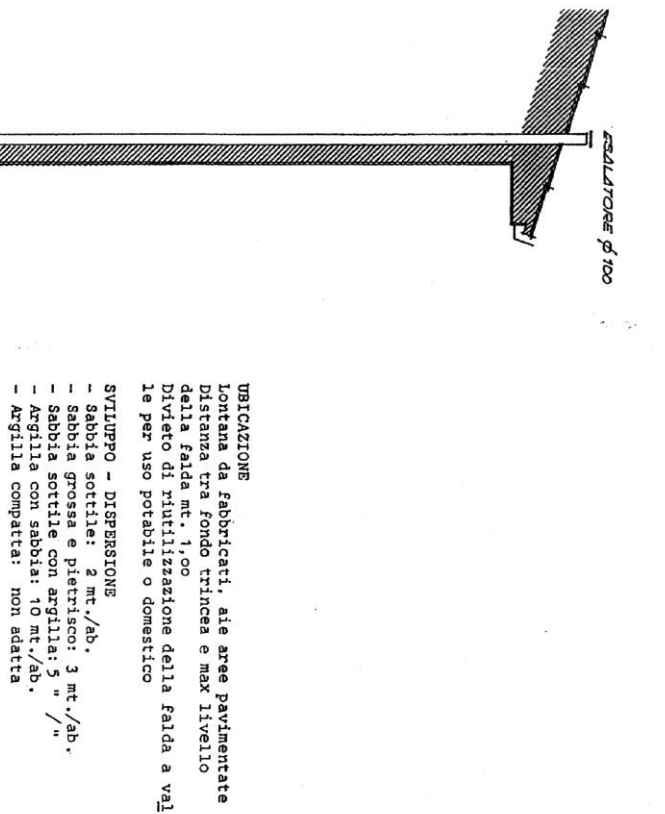 ESALATORE ø 100
UBICAZIONE
Lontana da fabbricati, aie aree pavimentate
Distanza tra fondo trincea e max livello
della falda mt. 1,oo
Divieto di riutilizzazione della falda a val
le per uso potabile o domestico
SVILUPPO - DISPERSIONE
- Sabbia sottile: 2 mt./ab.
- Sabbia grossa e pietrisco: 3 mt./ab.
- Sabbia sottile con argilla: 5 " /"
- Argilla con sabbia: 10 mt./ab.
- Argilla compatta: non adatta